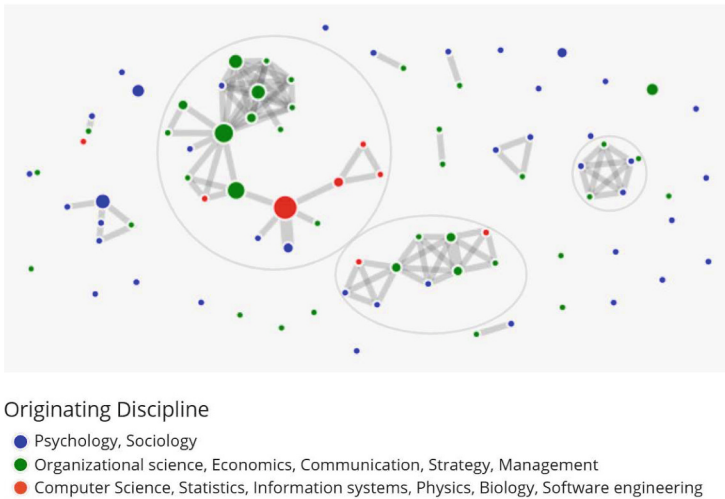 Originating Discipline
Psychology, Sociology
Organizational science, Economics, Communication, Strategy, Management
Computer Science, Statistics, Information systems, Physics, Biology, Software engineering